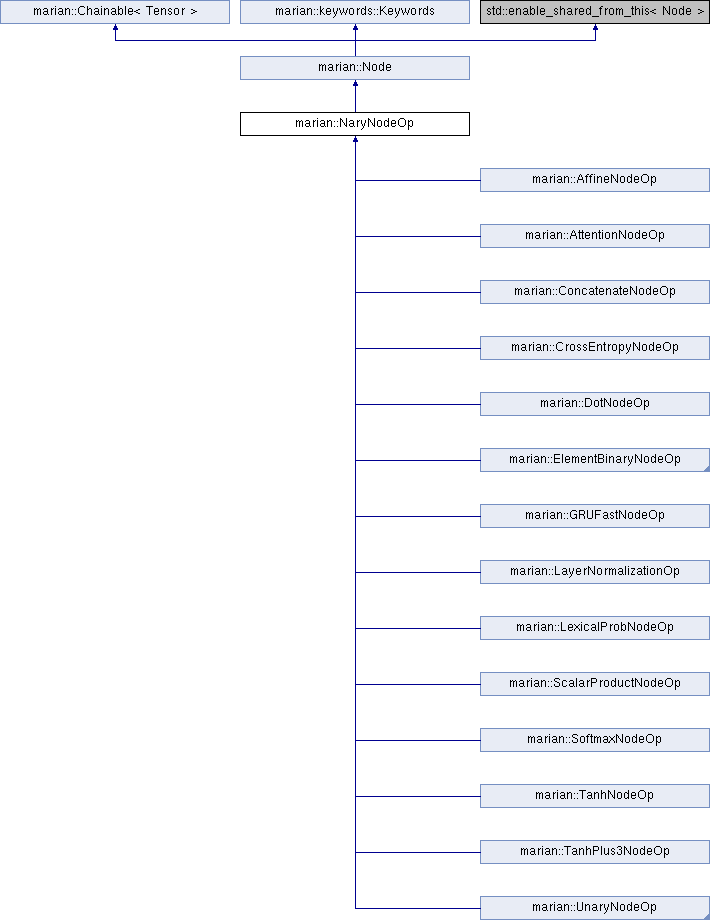 marian::Chainable< Tensor >
marian::keywords::Keywords
std::enable_shared_from_this< Node >
marian::Node
marian::NaryNodeOp
marian::AffineNodeOp
marian::AttentionNodeOp
marian::ConcatenateNodeOp
marian::CrossEntropyNodeOp
marian::DotNodeOp
marian::ElementBinaryNodeOp
marian::GRUFastNodeOp
marian::LayerNormalizationOp
marian::LexicalProbNodeOp
marian::ScalarProductNodeOp
marian::SoftmaxNodeOp
marian::TanhNodeOp
marian::TanhPlus3NodeOp
marian::UnaryNodeOp